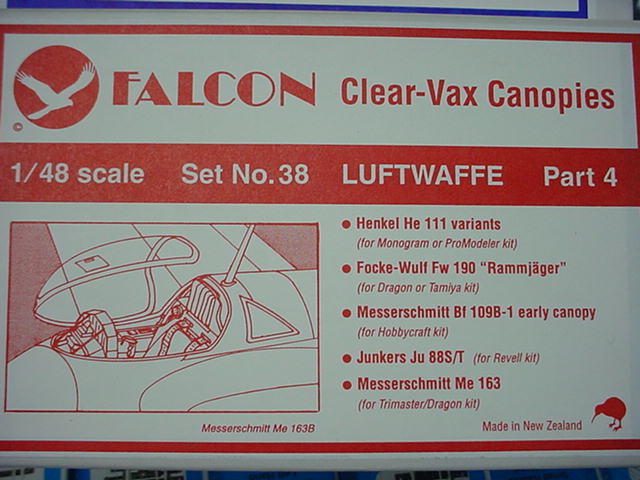 FALCON Clear-Vax Canopies
©
1/48 scale Set No.38 LUFTWAFFE Part 4
• Henkel He 111 variants
(for Monogram or ProModeler kit)
• Focke-Wulf Fw 190 “Rammjäger”
(for Dragon or Tamiya kit)
• Messerschmitt Bf 109B-1 early canopy
(for Hobbycraft kit)
• Junkers Ju 88S/T (for Revell kit)
• Messerschmitt Me 163
(for Trimaster/Dragon kit)
Messerschmitt Me 163B
Made in New Zealand